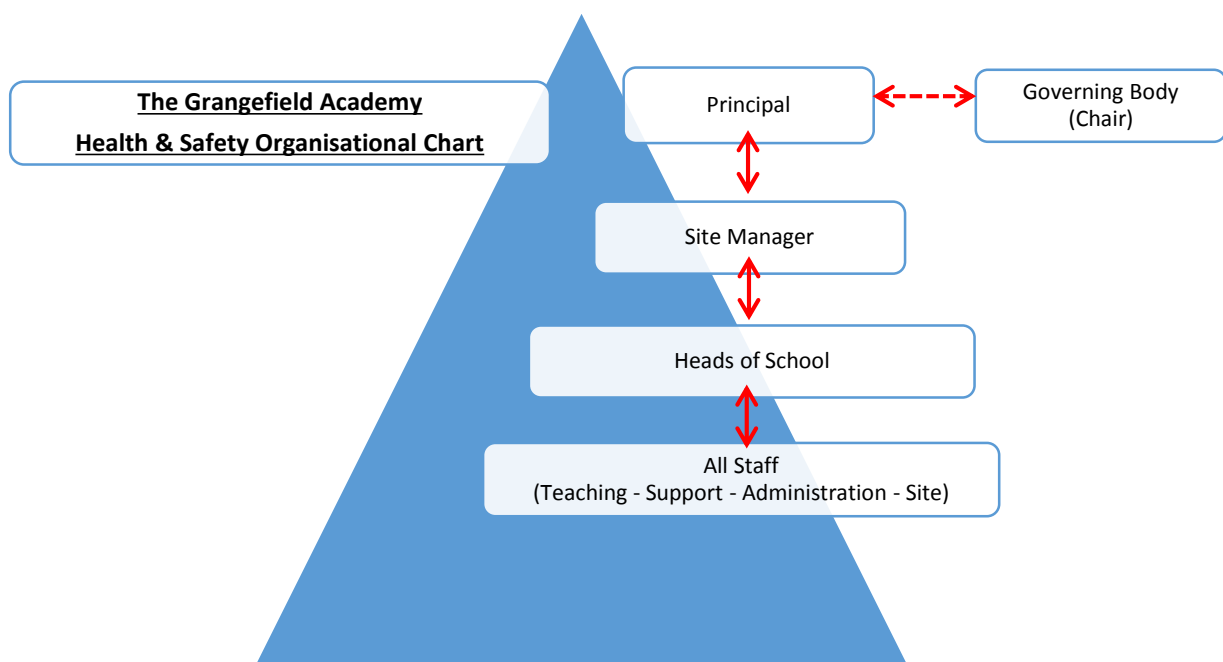 The Grangefield Academy
Health & Safety Organisational Chart
Principal
Governing Body
(Chair)
Site Manager
Heads of School
All Staff
(Teaching - Support - Administration - Site)